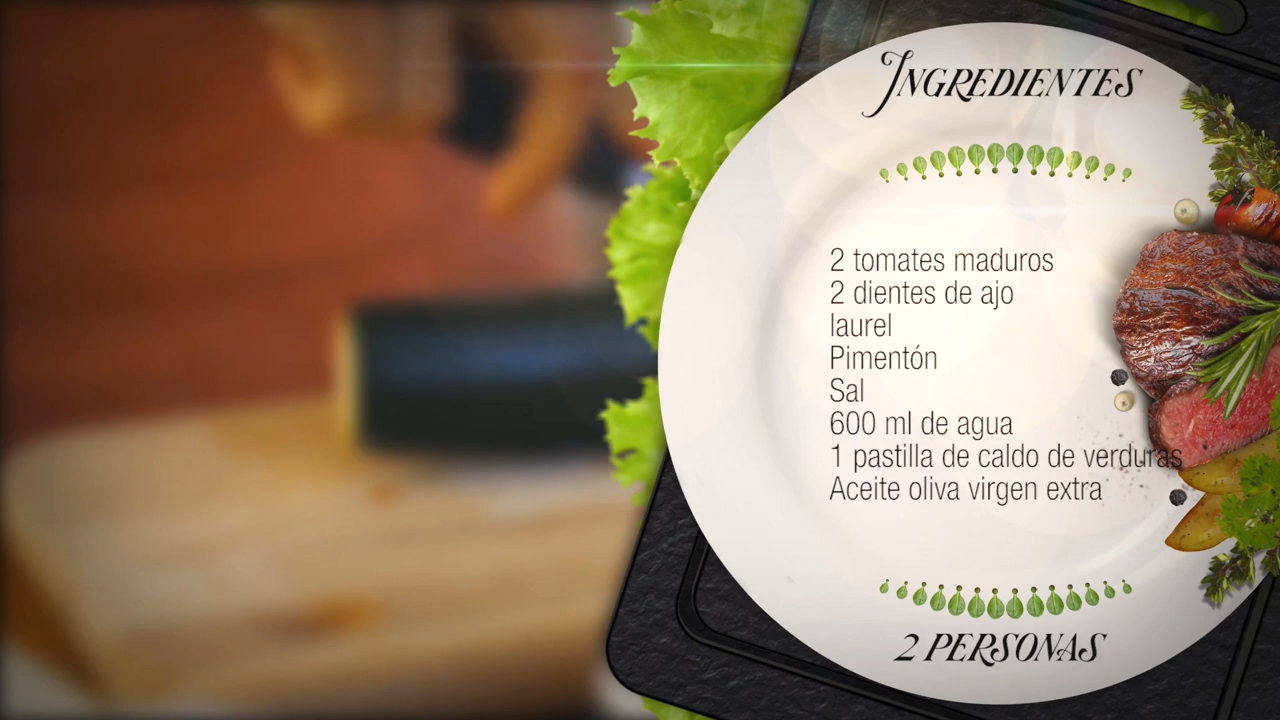 INGREDIENTES
2 tomates maduros
2 dientes de ajo
laurel
Pimentón
Sal
600 ml de agua
1 pastilla de caldo de verduras
Aceite oliva virgen extra
2 PERSONAS